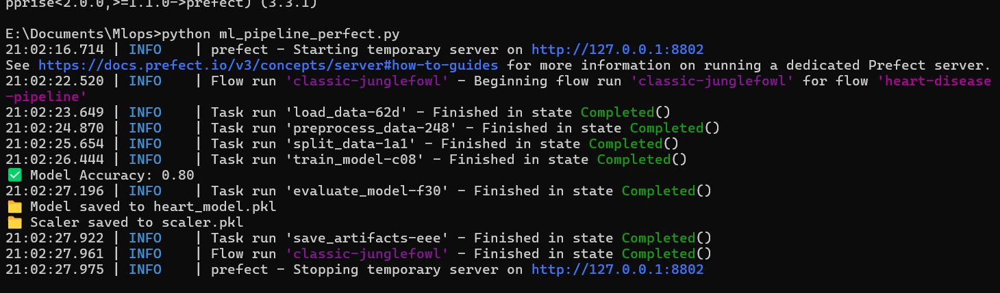 pprise<2.0.0,>=1.1.0->prefect) (3.3.1)
E:\Documents\Mlops>python ml_pipeline_perfect.py
21:02:16.714 | INFO    | prefect - Starting temporary server on http://127.0.0.1:8802
See https://docs.prefect.io/v3/concepts/server#how-to-guides for more information on running a dedicated Prefect server.
21:02:22.520 | INFO    | Flow run 'classic-junglefowl' - Beginning flow run 'classic-junglefowl' for flow 'heart-disease
-pipeline'
21:02:23.649 | INFO    | Task run 'load_data-62d' - Finished in state Completed()
21:02:24.870 | INFO    | Task run 'preprocess_data-248' - Finished in state Completed()
21:02:25.654 | INFO    | Task run 'split_data-1a1' - Finished in state Completed()
21:02:26.444 | INFO    | Task run 'train_model-c08' - Finished in state Completed()
✅ Model Accuracy: 0.80
21:02:27.196 | INFO    | Task run 'evaluate_model-f30' - Finished in state Completed()
📁 Model saved to heart_model.pkl
📁 Scaler saved to scaler.pkl
21:02:27.922 | INFO    | Task run 'save_artifacts-eee' - Finished in state Completed()
21:02:27.961 | INFO    | Flow run 'classic-junglefowl' - Finished in state Completed()
21:02:27.975 | INFO    | prefect - Stopping temporary server on http://127.0.0.1:8802